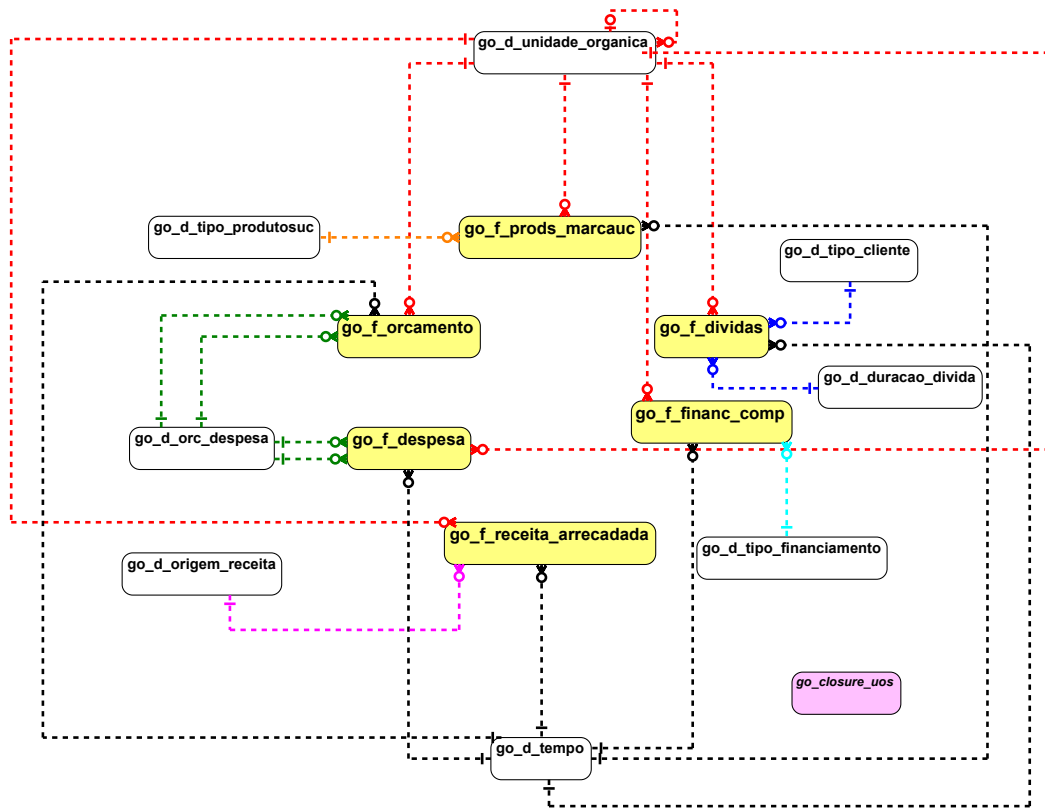 go_d_unidade_organica
go_d_tipo_produtosuc
go_f_prods_marcauc
go_d_tipo_cliente
go_f_orcamento
go_f_dividas
go_d_duracao_divida
go_f_financ_comp
go_d_orc_despesa
go_f_despesa
go_f_receita_arrecadada
go_d_tipo_financiamento
go_d_origem_receita
go_closure_uos
go_d_tempo